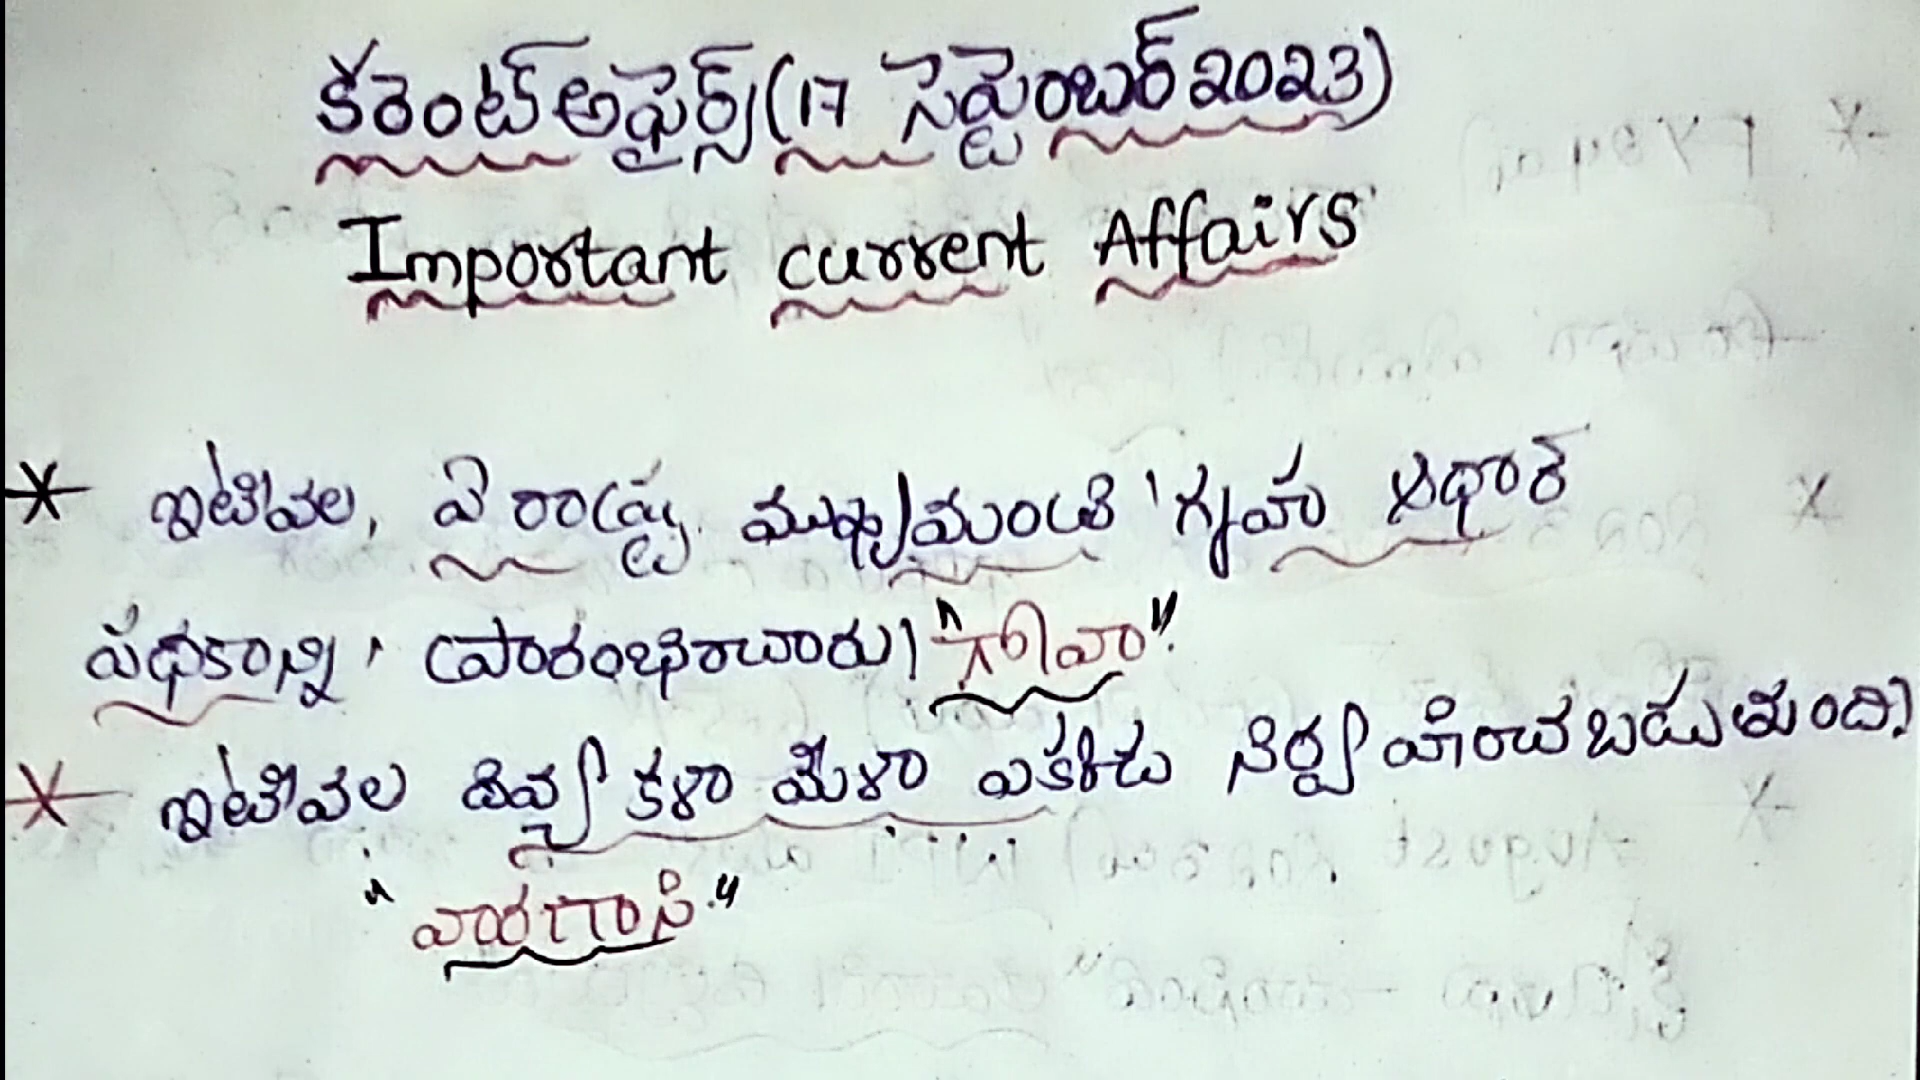 కరెంట్ అఫైర్స్ (17 సెప్టెంబర్ 2023)
Important current Affairs
* ఇటీవల, ఏ రాష్ట్ర ముఖ్యమంత్రి 'గృహ ఆధార్
పథకాన్ని' ప్రారంభించారు। "గోవా".
* ఇటీవల దివ్య కళా మేళా ఎక్కడ నిర్వహించబడుతుంది?
"వారణాసి."